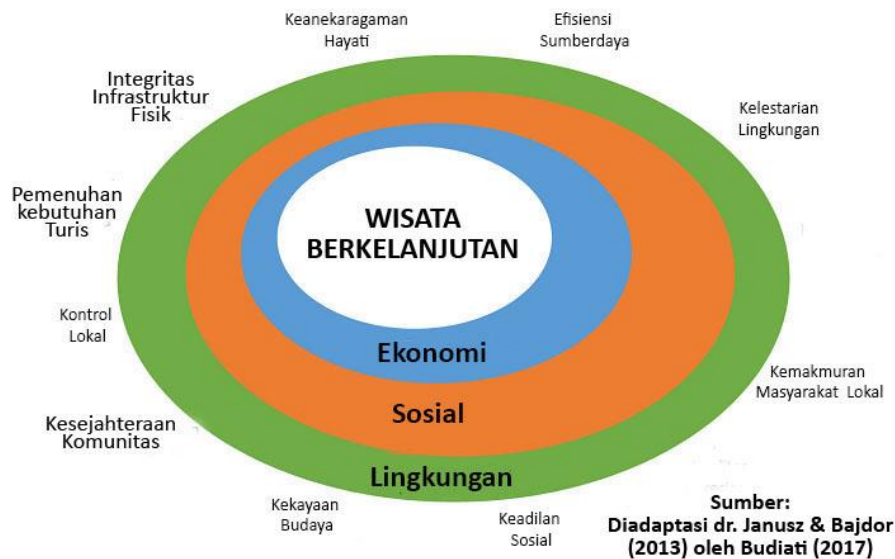 Keanekaragaman
Hayati
Efisiensi
Sumberdaya
Integritas
Infrastruktur
Fisik
Kelestarian
Lingkungan
Pemenuhan
kebutuhan
Turis
WISATA
BERKELANJUTAN
Kontrol
Lokal
Ekonomi
Kemakmuran
Masyarakat Lokal
Sosial
Kesejahteraan
Komunitas
Lingkungan
Kekayaan
Budaya
Keadilan
Sosial
Sumber:
Diadaptasi dr. Janusz & Bajdor
(2013) oleh Budiati (2017)